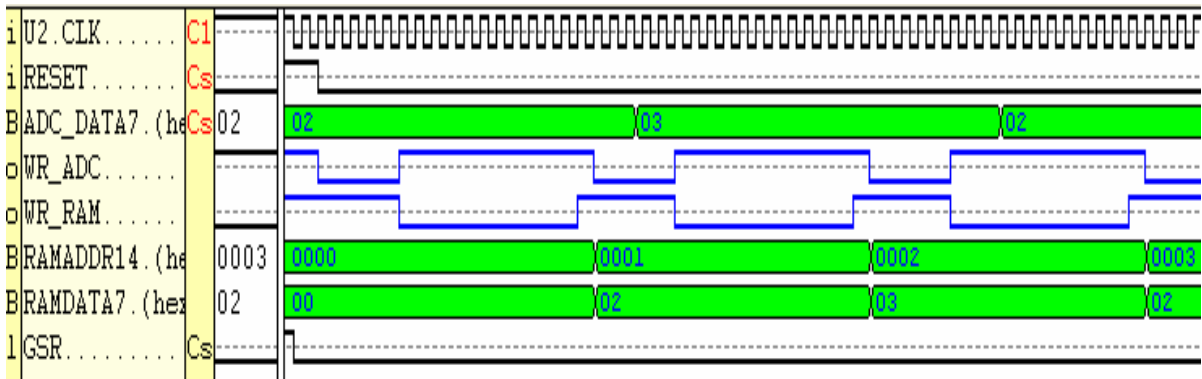 i U2.CLK....... Cl
i RESET........ Cs
B ADC_DATA7.(he Cs 02 02 03 02
o WR_ADC.......
o WR_RAM.......
B RAMADDR14.(he 0003 0000 0001 0002 0003
B RAMDATA7.(hex 02 00 02 03 02
l GSR.......... Cs